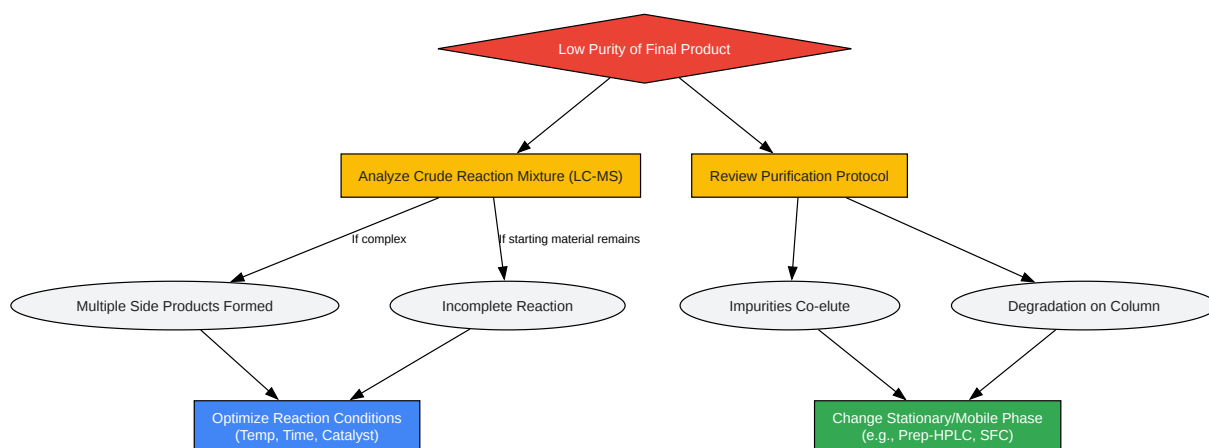 Low Purity of Final Product
Analyze Crude Reaction Mixture (LC-MS)
Review Purification Protocol
If complex
If starting material remains
Multiple Side Products Formed
Incomplete Reaction
Impurities Co-elute
Degradation on Column
Optimize Reaction Conditions
(Temp, Time, Catalyst)
Change Stationary/Mobile Phase
(e.g., Prep-HPLC, SFC)